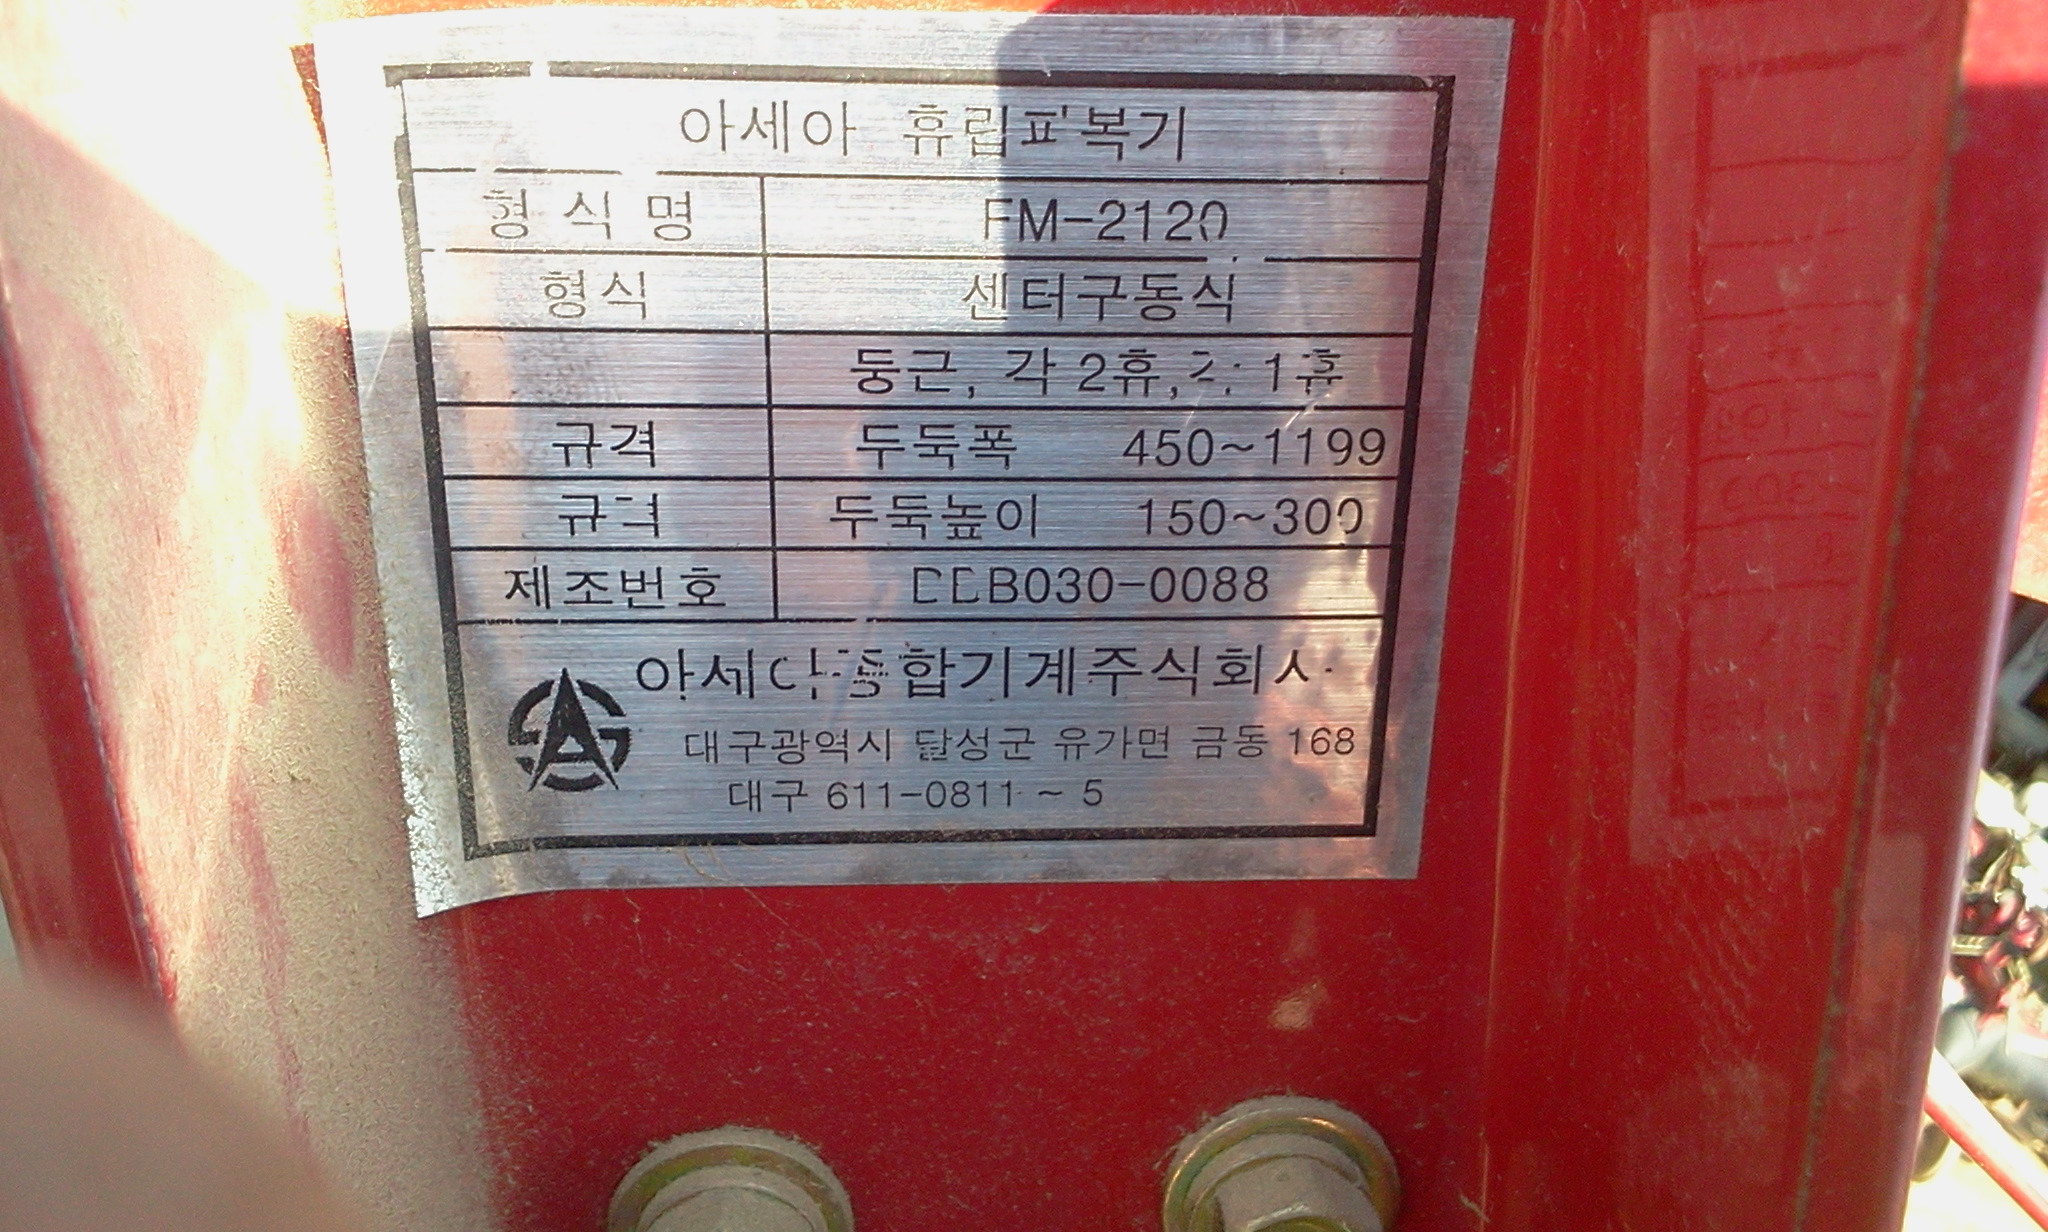 아세아 휴립피복기
형식명 FM-2120
형식 센터구동식
둥근, 각 2휴, 각 1휴
규격 두둑폭 450~1199
규격 두둑높이 150~300
제조번호 030-0088
아세아종합기계주식회사
대구광역시 달성군 유가면 금동 168
대구 611-0811 ~ 5